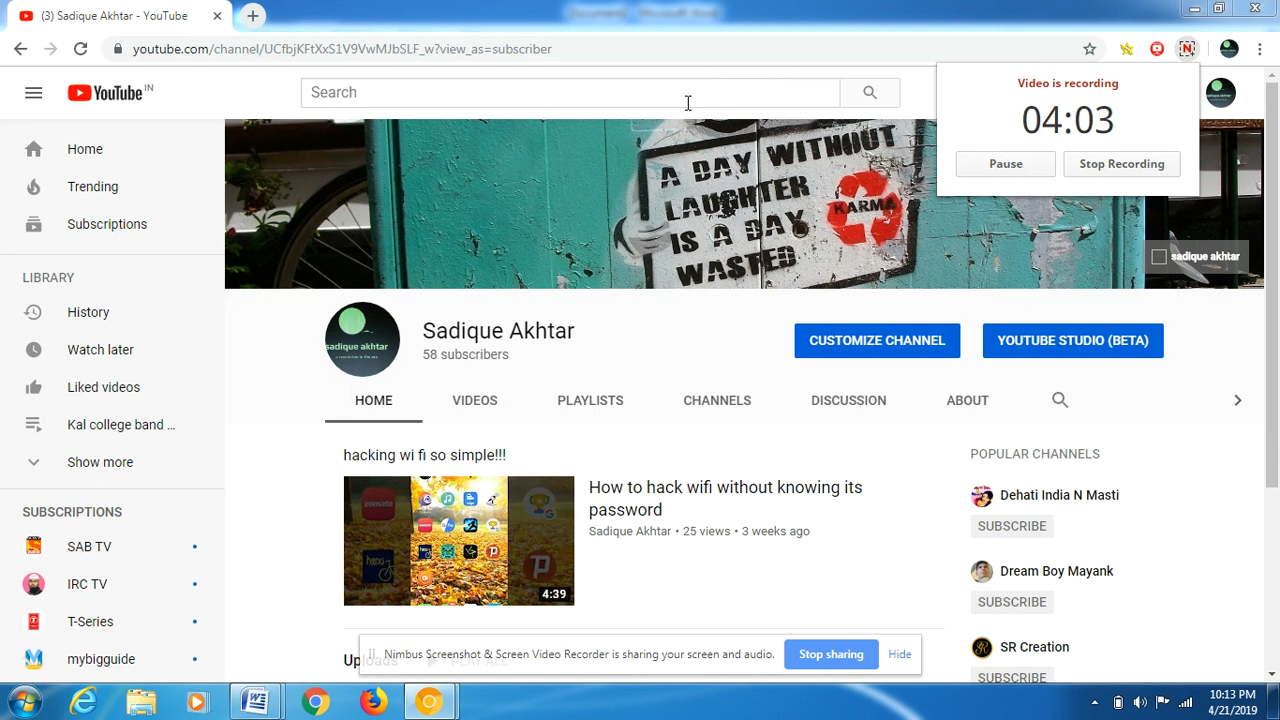 (3) Sadique Akhtar - YouTube
youtube.com/channel/UCfbjKFtXxS1V9VwMJbSLF_w?view_as=subscriber
YouTube IN
Search
Video is recording
04:03
Pause
Stop Recording
Home
Trending
Subscriptions
LIBRARY
History
Watch later
Liked videos
Kal college band ...
Show more
SUBSCRIPTIONS
SAB TV
IRC TV
T-Series
mybigguide
A DAY WITHOUT
LAUGHTER
IS A DAY
WASTED
KARMA
sadique akhtar
sadique akhtar
Sadique Akhtar
58 subscribers
CUSTOMIZE CHANNEL
YOUTUBE STUDIO (BETA)
HOME
VIDEOS
PLAYLISTS
CHANNELS
DISCUSSION
ABOUT
hacking wi fi so simple!!!
How to hack wifi without knowing its
password
Sadique Akhtar • 25 views • 3 weeks ago
4:39
Uploads
PLAY ALL
POPULAR CHANNELS
Dehati India N Masti
SUBSCRIBE
Dream Boy Mayank
SUBSCRIBE
SR Creation
SUBSCRIBE
Nimbus Screenshot & Screen Video Recorder is sharing your screen and audio.
Stop sharing
Hide
10:13 PM
4/21/2019